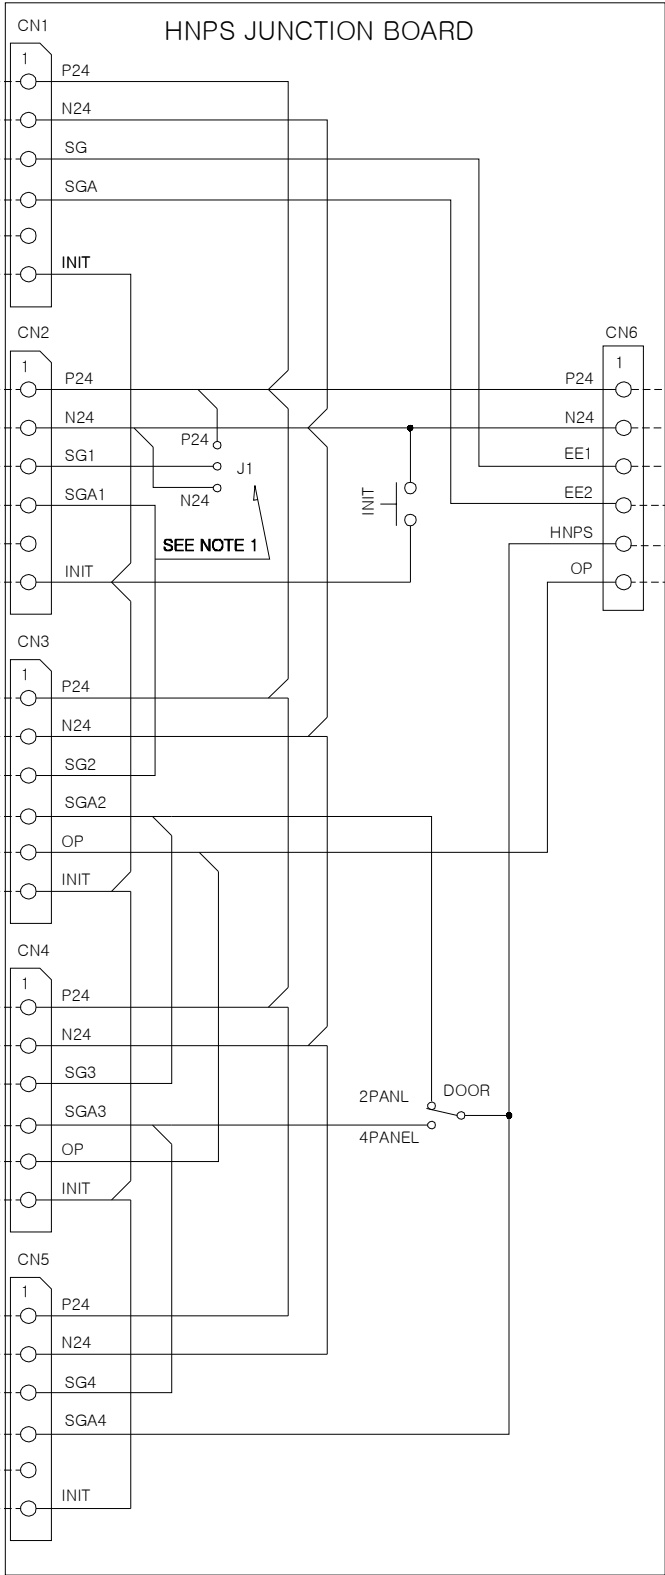 HNPS JUNCTION BOARD
CN1
1
P24
N24
SG
SGA
INIT
CN2
1
P24
N24
SG1
SGA1
INIT
P24
J1
N24
SEE NOTE 1
INIT
CN6
1
P24
N24
EE1
EE2
HNPS
OP
CN3
1
P24
N24
SG2
SGA2
OP
INIT
CN4
1
P24
N24
SG3
SGA3
OP
INIT
2PANL
DOOR
4PANEL
CN5
1
P24
N24
SG4
SGA4
INIT